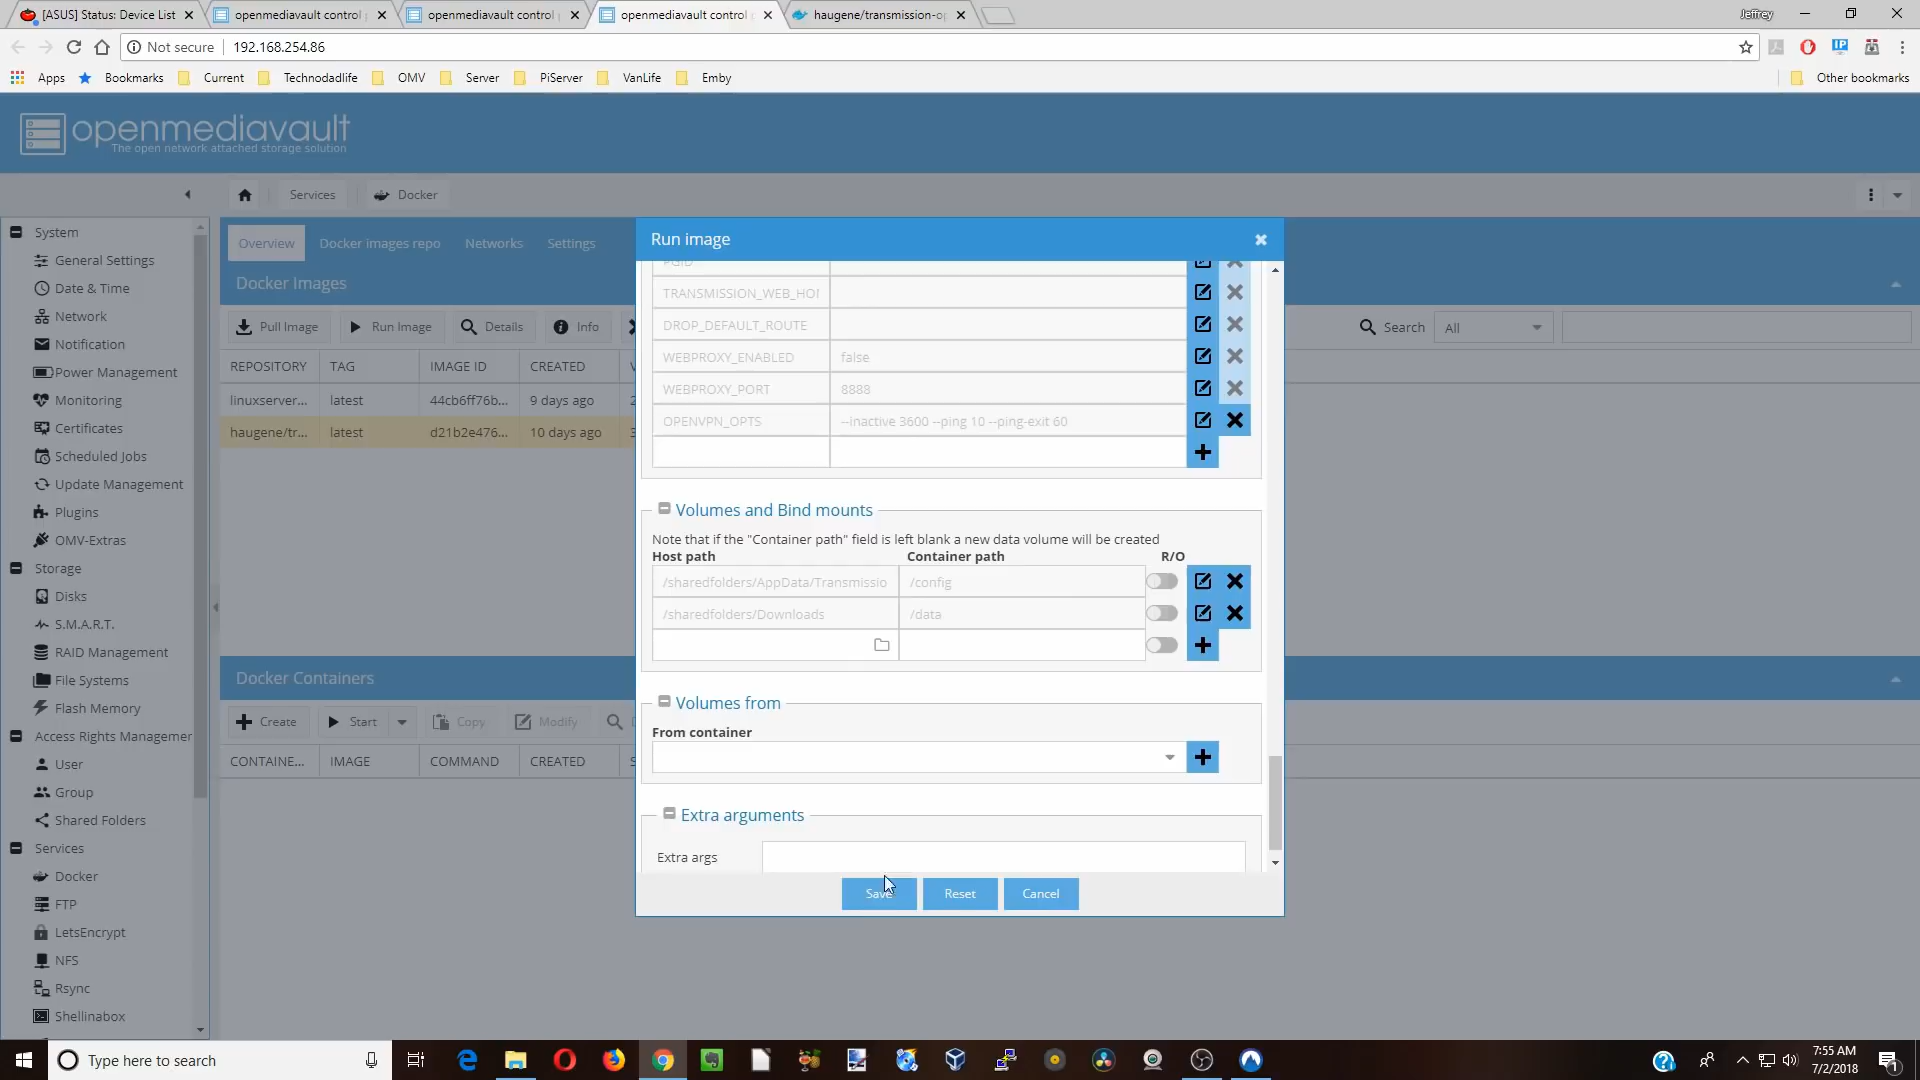 [ASUS] Status: Device List
openmediavault control
openmediavault control
openmediavault control
haugene/transmission-op
Jeffrey
Not secure
192.168.254.86
Apps
Bookmarks
Current
Technodadlife
OMV
Server
PiServer
VanLife
Emby
Other bookmarks
openmediavault
The open network attached storage solution
Services
Docker
System
General Settings
Date & Time
Network
Notification
Power Management
Monitoring
Certificates
Scheduled Jobs
Update Management
Plugins
OMV-Extras
Storage
Disks
S.M.A.R.T.
RAID Management
File Systems
Flash Memory
Access Rights Managemer
User
Group
Shared Folders
Services
Docker
FTP
LetsEncrypt
NFS
Rsync
Shellinabox
Overview
Docker images repo
Networks
Settings
Docker Images
Pull Image
Run Image
Details
Info
Search
All
REPOSITORY TAG IMAGE ID CREATED
linuxserver... latest 44cb6ff76b... 9 days ago
haugene/tr... latest d21b2e476... 10 days ago
Docker Containers
Create
Start
Copy
Modify
CONTAINE... IMAGE COMMAND CREATED
Run image
PGID
TRANSMISSION_WEB_HOI
DROP_DEFAULT_ROUTE
WEBPROXY_ENABLED false
WEBPROXY_PORT 8888
OPENVPN_OPTS --inactive 3600 --ping 10 --ping-exit 60
Volumes and Bind mounts
Note that if the "Container path" field is left blank a new data volume will be created
Host path Container path R/O
/sharedfolders/AppData/Transmissio /config
/sharedfolders/Downloads /data
Volumes from
From container
Extra arguments
Extra args
Save
Reset
Cancel
Type here to search
7:55 AM
7/2/2018